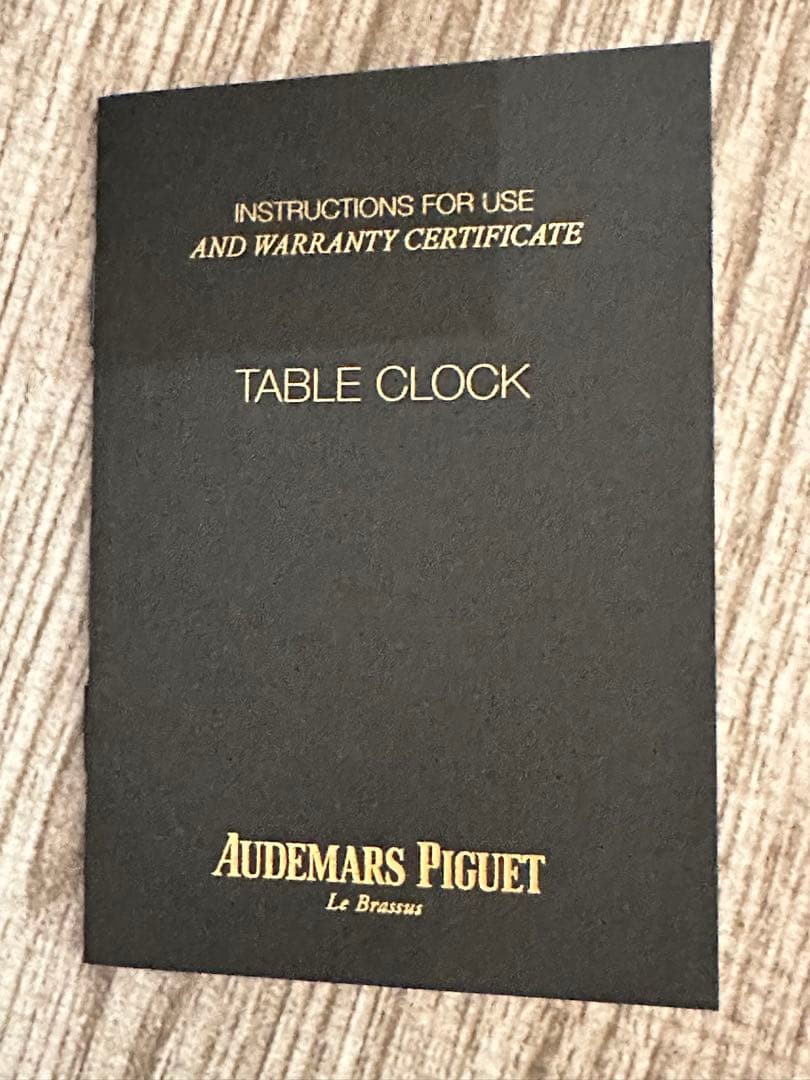 INSTRUCTIONS FOR USE
AND WARRANTY CERTIFICATE
TABLE CLOCK
AUDEMARS PIGUET
Le Brassus